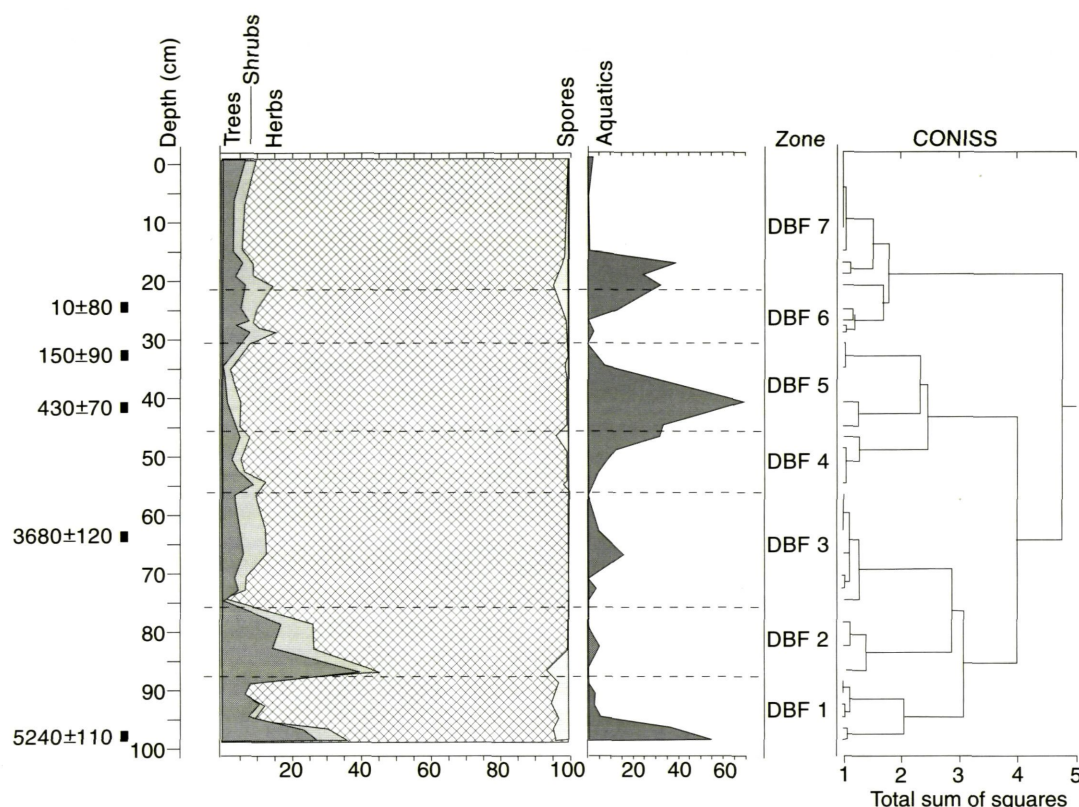 Depth (cm)
Trees
Shrubs
Herbs
Spores
Aquatics
Zone
CONISS
0
10
20
30
40
50
60
70
80
90
100
10±80
150±90
430±70
3680±120
5240±110
DBF 7
DBF 6
DBF 5
DBF 4
DBF 3
DBF 2
DBF 1
20 40 60 80 100
20 40 60
1 2 3 4 5
Total sum of squares